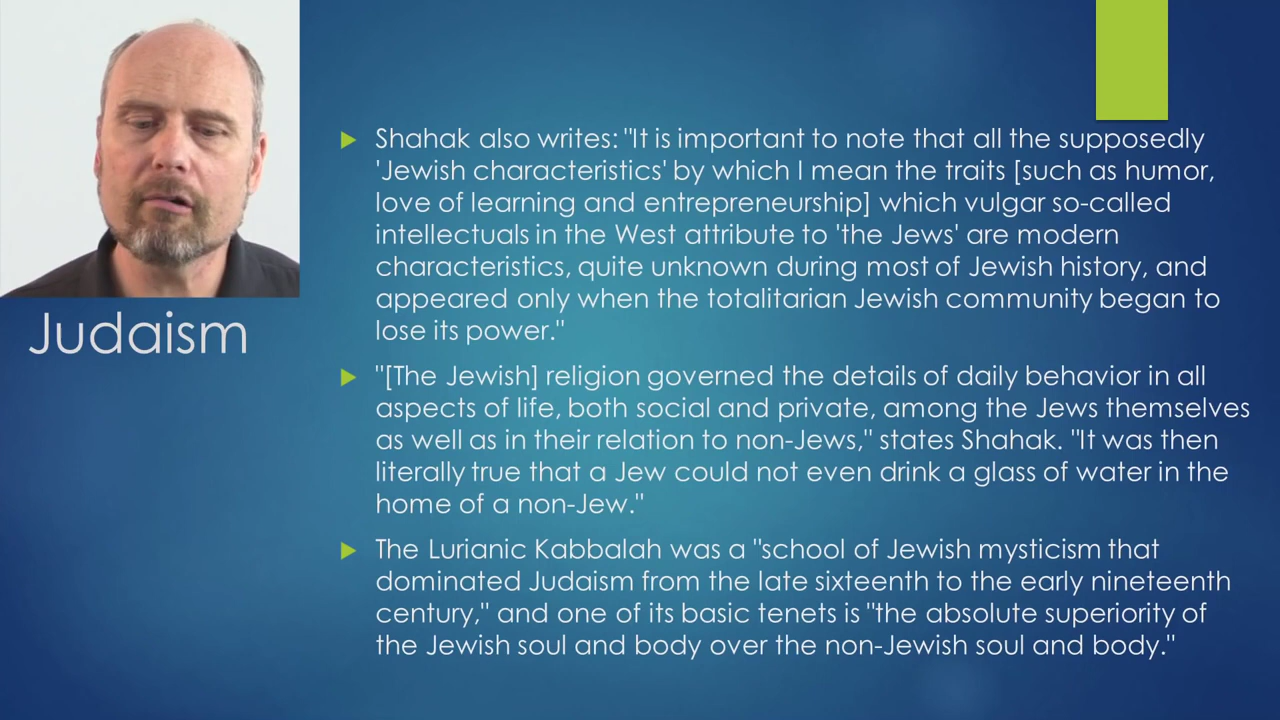 Judaism
Shahak also writes: "It is important to note that all the supposedly
'Jewish characteristics' by which I mean the traits [such as humor,
love of learning and entrepreneurship] which vulgar so-called
intellectuals in the West attribute to 'the Jews' are modern
characteristics, quite unknown during most of Jewish history, and
appeared only when the totalitarian Jewish community began to
lose its power."
"[The Jewish] religion governed the details of daily behavior in all
aspects of life, both social and private, among the Jews themselves
as well as in their relation to non-Jews," states Shahak. "It was then
literally true that a Jew could not even drink a glass of water in the
home of a non-Jew."
The Lurianic Kabbalah was a "school of Jewish mysticism that
dominated Judaism from the late sixteenth to the early nineteenth
century," and one of its basic tenets is "the absolute superiority of
the Jewish soul and body over the non-Jewish soul and body."